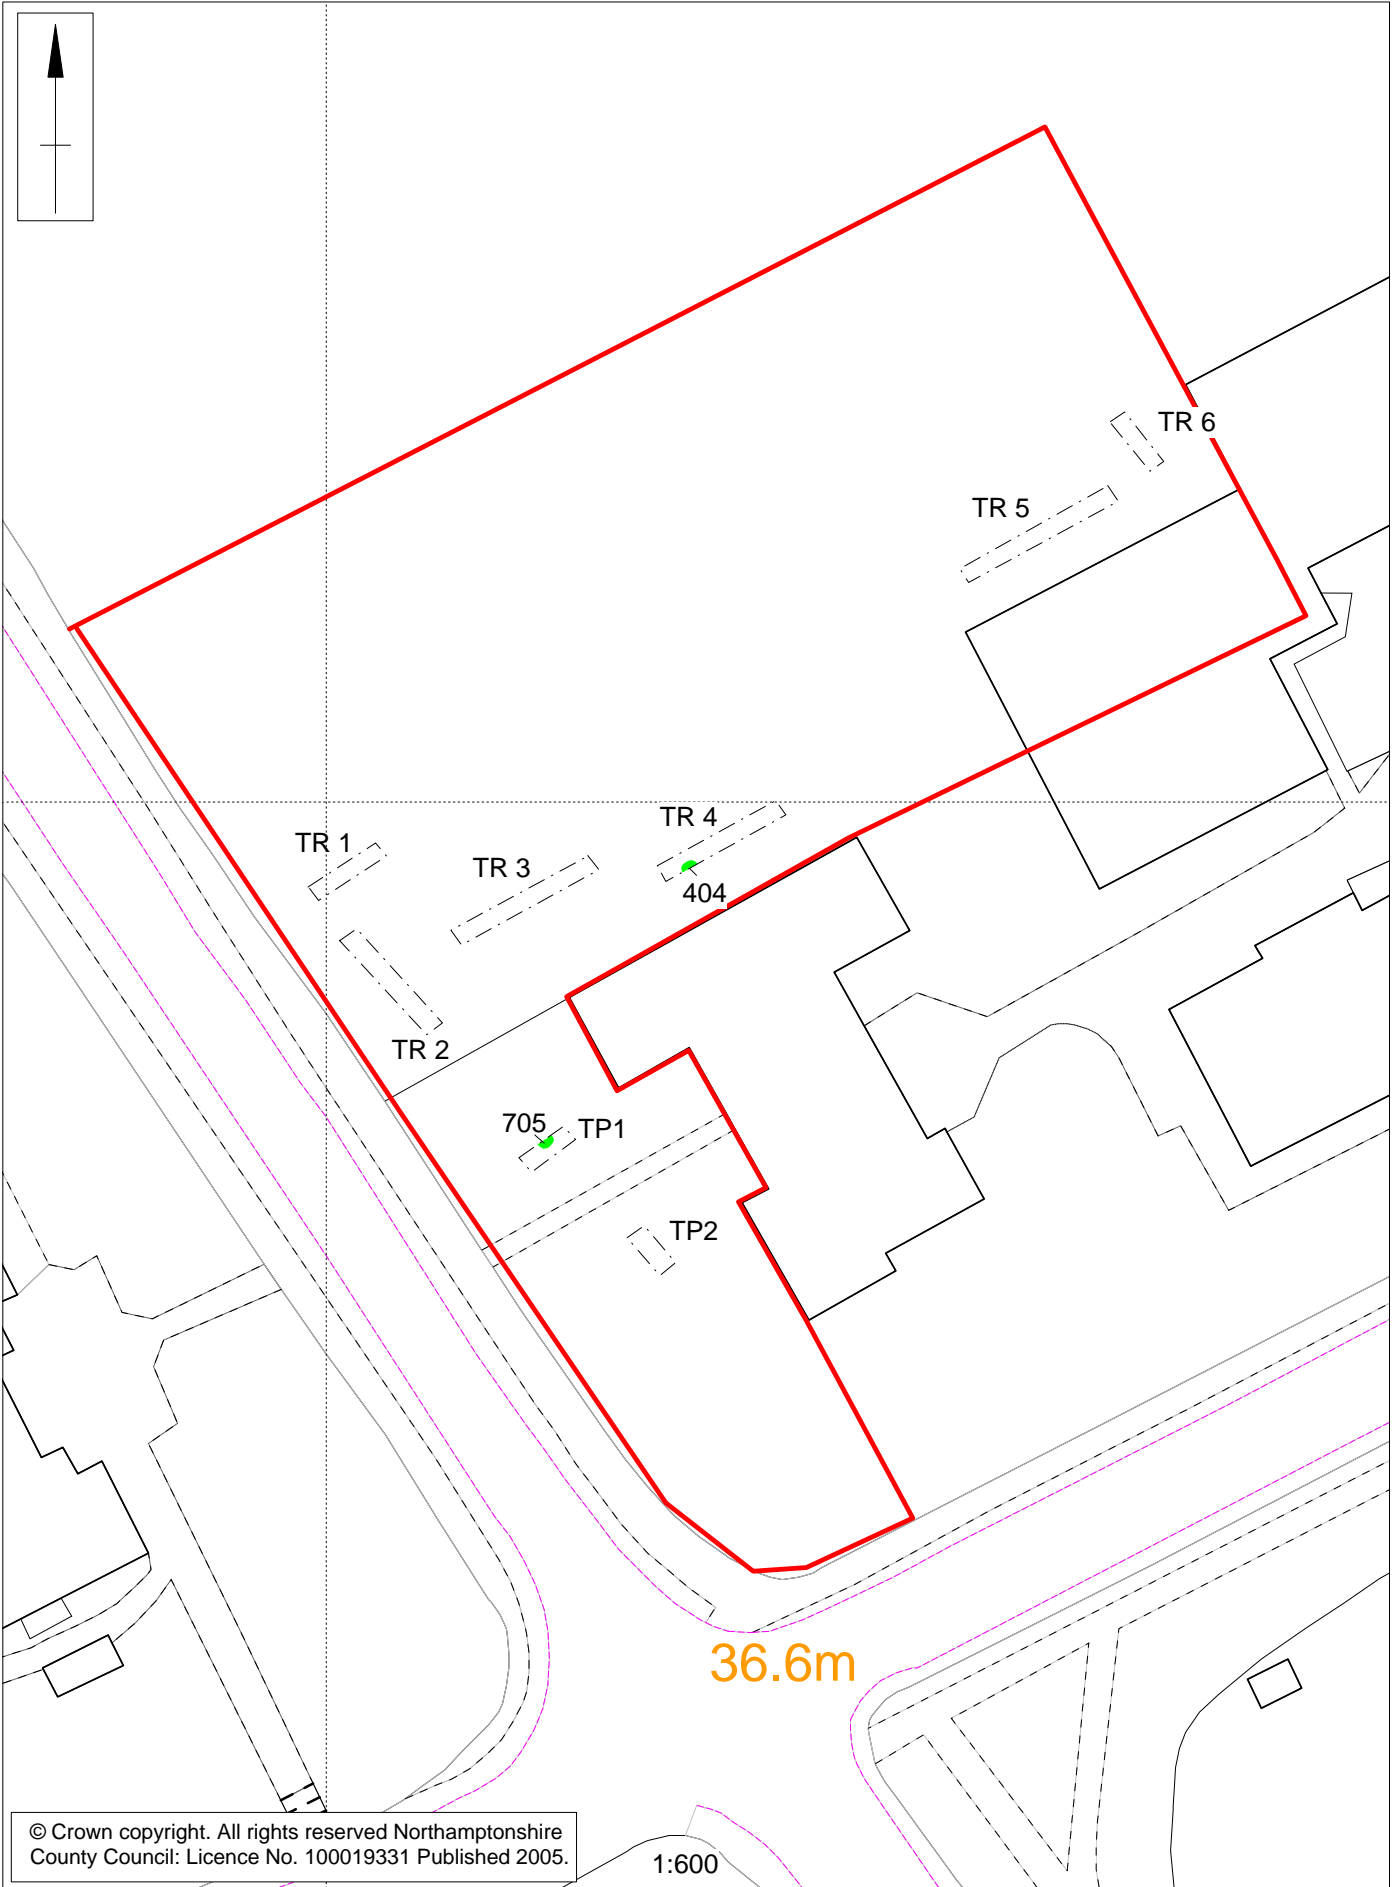 TR 6
TR 5
TR 4
TR 1
TR 3
404
TR 2
705
TP1
TP2
36.6m
© Crown copyright. All rights reserved Northamptonshire
County Council: Licence No. 100019331 Published 2005.
1:600